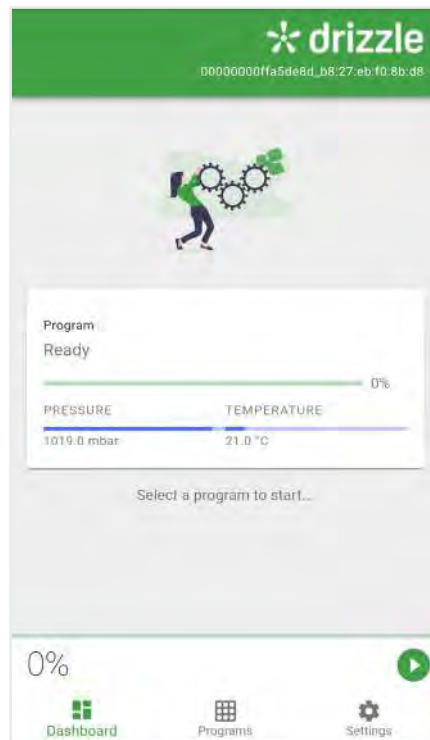 drizzle
00000000ffa5de8d_b8:27:eb:f0:8b:d8
Program
Ready
0%
PRESSURE TEMPERATURE
1019.0 mbar 21.0 °C
Select a program to start...
0%
Dashboard Programs Settings